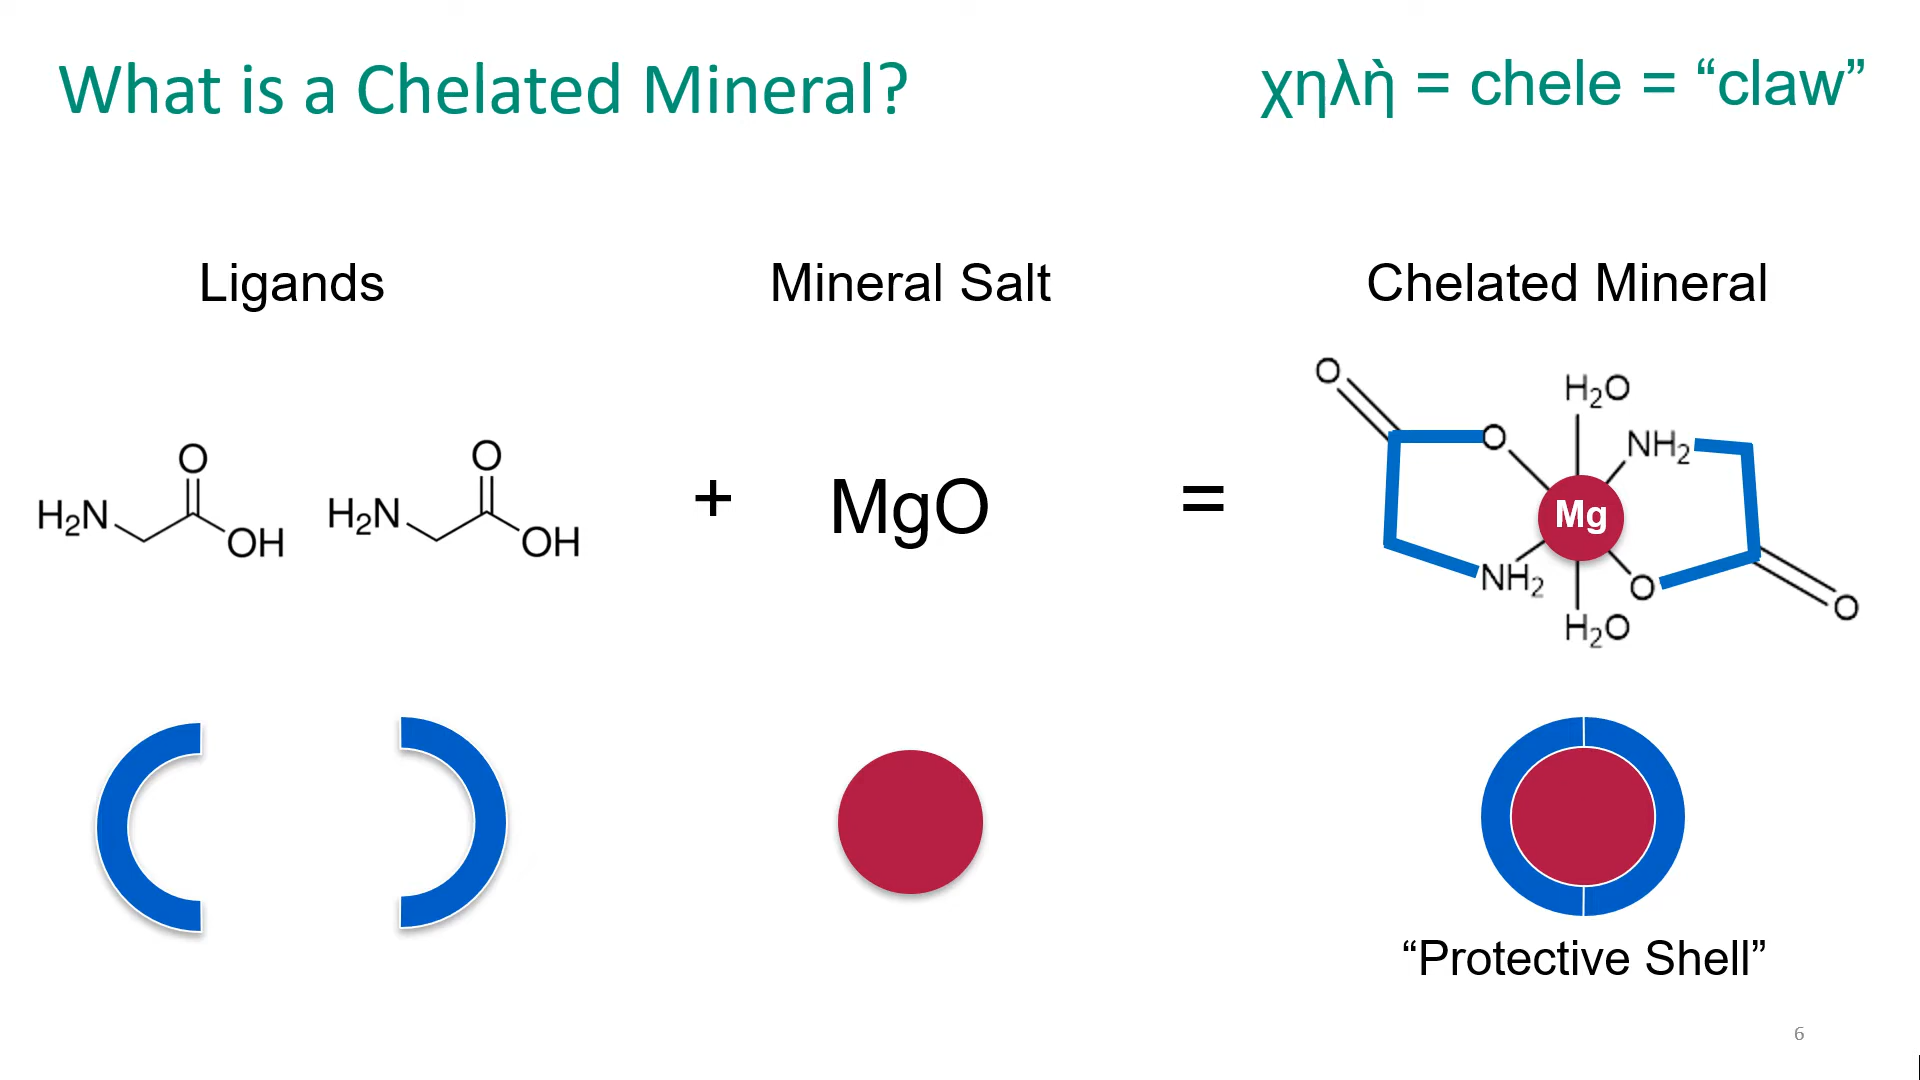 What is a Chelated Mineral?
χηλὴ = chele = “claw”
Ligands
Mineral Salt
Chelated Mineral
H₂N
O
OH
H₂N
O
OH
+
MgO
=
O
O
H₂O
NH₂
Mg
NH₂
O
H₂O
O
“Protective Shell”
6